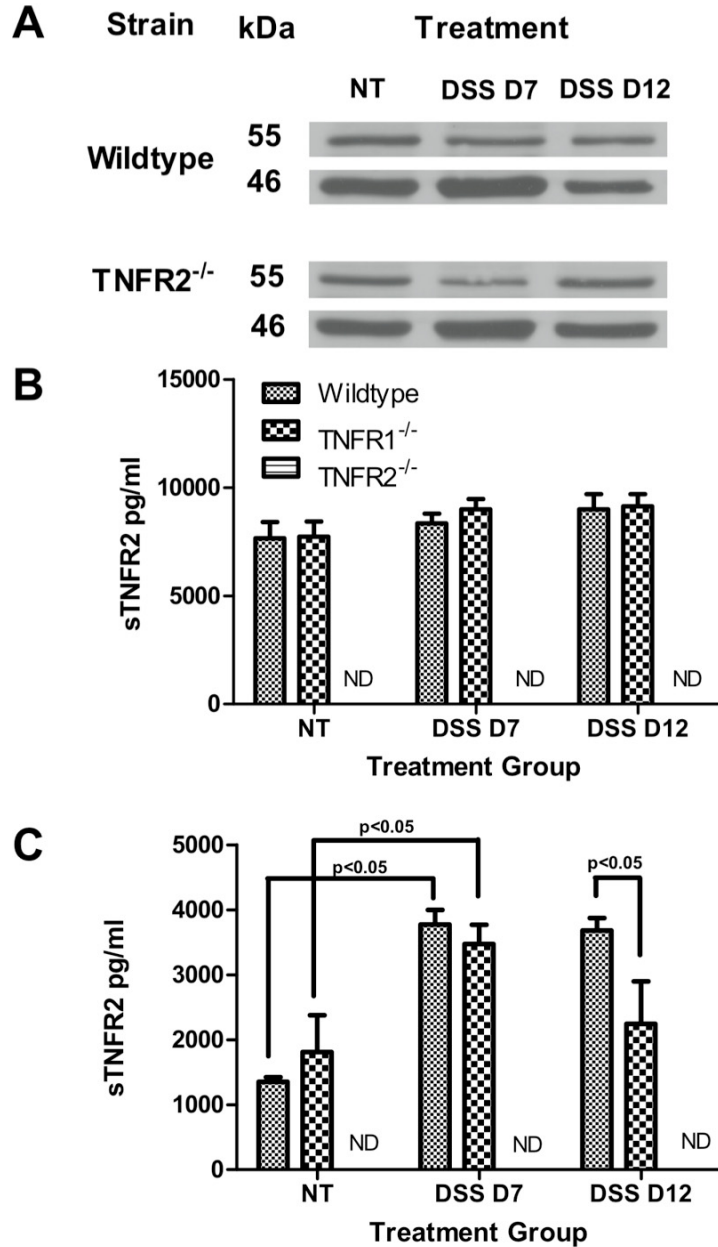 A Strain kDa Treatment
NT DSS D7 DSS D12
Wildtype 55
46
TNFR2-/- 55
46
B
15000
10000
5000
0
sTNFR2 pg/ml
Wildtype
TNFR1-/-
TNFR2-/-
ND ND ND
NT DSS D7 DSS D12
Treatment Group
C
5000
4000
3000
2000
1000
0
sTNFR2 pg/ml
p<0.05
p<0.05 p<0.05
ND ND ND
NT DSS D7 DSS D12
Treatment Group